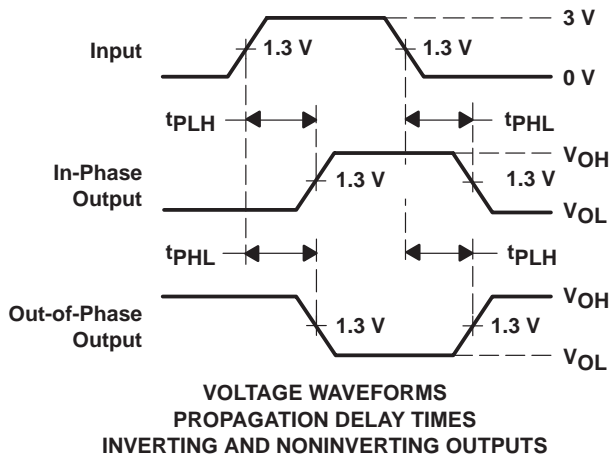 3 V
Input
1.3 V
1.3 V
0 V
tPLH
tPHL
VOH
In-Phase
Output
1.3 V
1.3 V
VOL
tPHL
tPLH
VOH
Out-of-Phase
Output
1.3 V
1.3 V
VOL
VOLTAGE WAVEFORMS
PROPAGATION DELAY TIMES
INVERTING AND NONINVERTING OUTPUTS